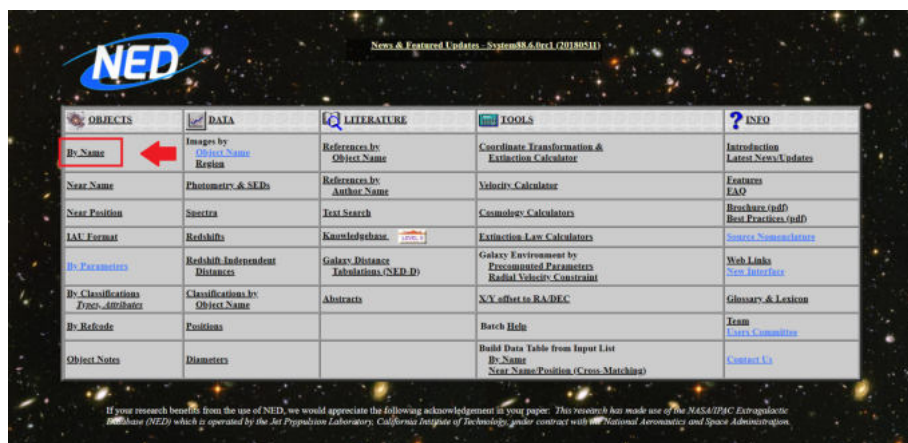 NED
News & Featured Updates - System88.6.0rc1 (20180511)
OBJECTS
DATA
LITERATURE
TOOLS
INFO
By Name
Images by
Object Name
Region
References by
Object Name
Coordinate Transformation &
Extinction Calculator
Introduction
Latest News/Updates
Near Name
Photometry & SEDs
References by
Author Name
Velocity Calculator
Features
FAQ
Near Position
Spectra
Text Search
Cosmology Calculators
Brochure (pdf)
Best Practices (pdf)
IAU Format
Redshifts
Knowledgebase
LEVEL 5
Extinction-Law Calculators
Source Nomenclature
By Parameters
Redshift-Independent
Distances
Galaxy Distance
Tabulations (NED-D)
Galaxy Environment by
Precomputed Parameters
Radial Velocity Constraint
Web Links
New Interface
By Classifications
Types, Attributes
Classifications by
Object Name
Abstracts
X/Y offset to RA/DEC
Glossary & Lexicon
By Refcode
Positions
Batch Help
Team
Users Committee
Object Notes
Diameters
Build Data Table from Input List
By Name
Near Name/Position (Cross-Matching)
Contact Us
If your research benefits from the use of NED, we would appreciate the following acknowledgement in your paper: This research has made use of the NASA/IPAC Extragalactic
Database (NED) which is operated by the Jet Propulsion Laboratory, California Institute of Technology, under contract with the National Aeronautics and Space Administration.